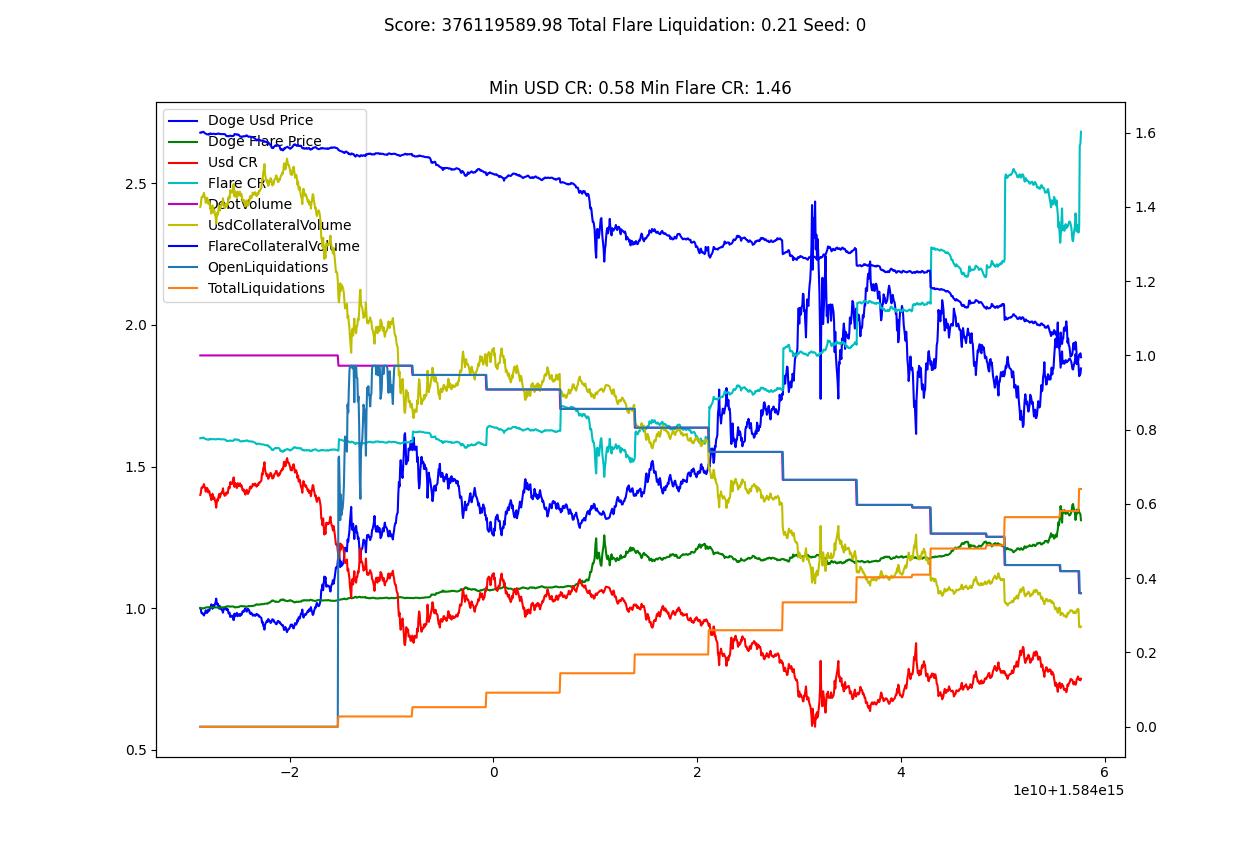 Score: 376119589.98 Total Flare Liquidation: 0.21 Seed: 0
Min USD CR: 0.58 Min Flare CR: 1.46
Doge Usd Price
Doge Flare Price
Usd CR
Flare CR
DebtVolume
UsdCollateralVolume
FlareCollateralVolume
OpenLiquidations
TotalLiquidations
2.5
2.0
1.5
1.0
0.5
1.6
1.4
1.2
1.0
0.8
0.6
0.4
0.2
0.0
−2
0
2
4
6
1e10+1.584e15